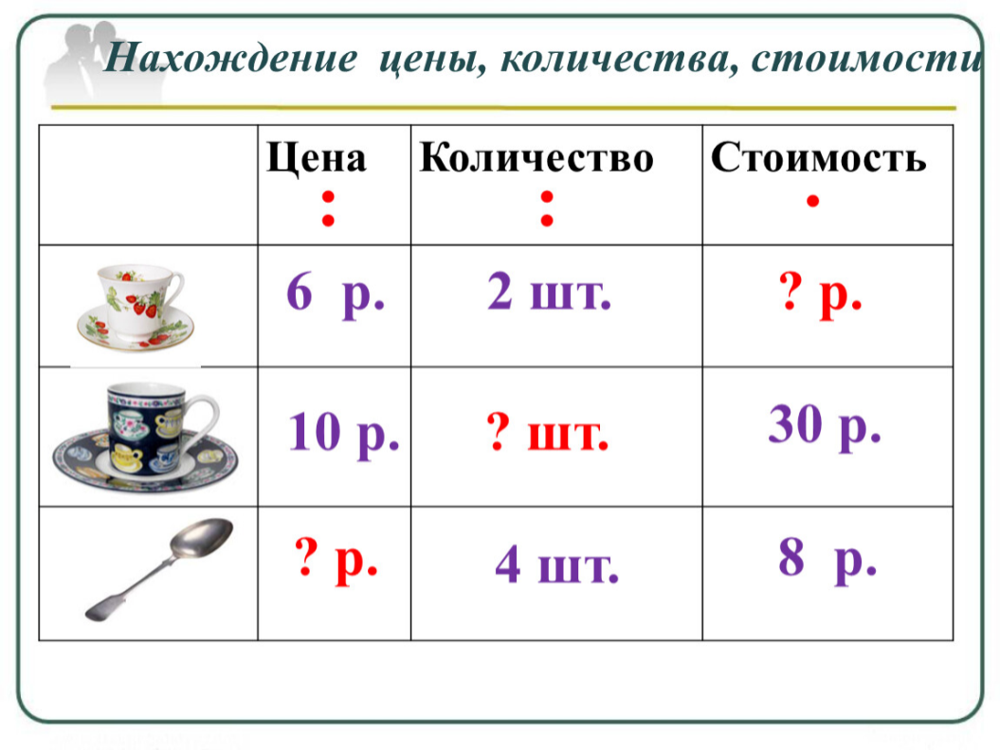 Нахождение цены, количества, стоимости
Цена Количество Стоимость
: : ·
6 р. 2 шт. ? р.
10 р. ? шт. 30 р.
? р. 4 шт. 8 р.